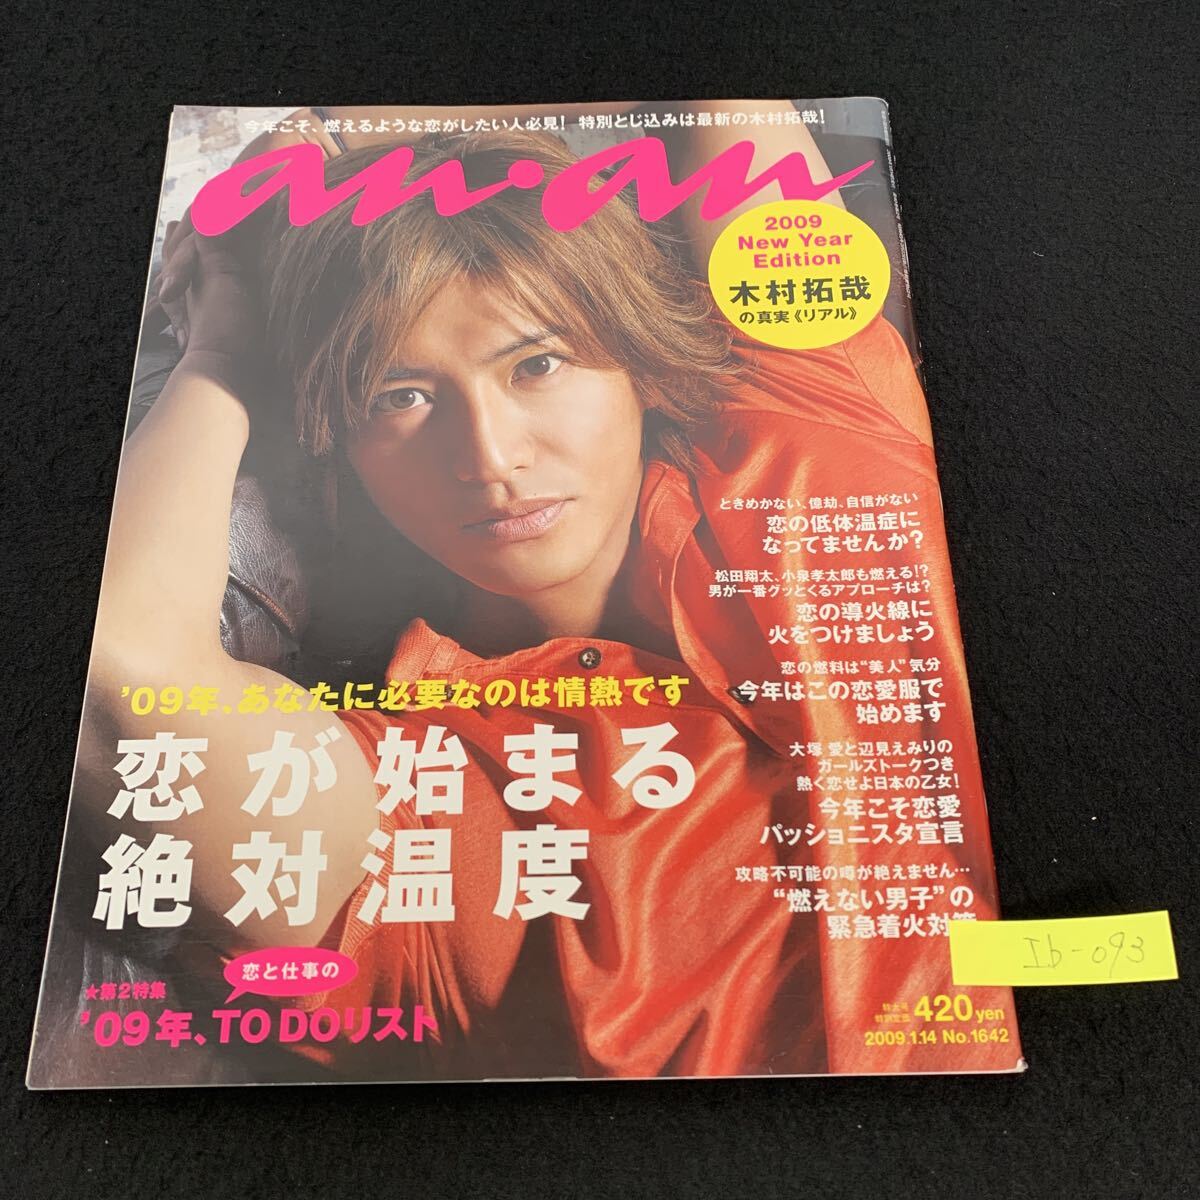 今年こそ、燃えるような恋がしたい人必見! 特別とじ込みは最新の木村拓哉!
an・an
2009
New Year
Edition
木村拓哉
の真実《リアル》
ときめかない、億劫、自信がない
恋の低体温症に
なってませんか?
松田翔太、小泉孝太郎も燃える!?
男が一番グッとくるアプローチは?
恋の導火線に
火をつけましょう
恋の燃料は“美人”気分
今年はこの恋愛服で
始めます
大塚 愛と辺見えみりの
ガールズトークつき
熱く恋せよ日本の乙女!
今年こそ恋愛
パッショニスタ宣言
攻略不可能の噂が絶えません…
“燃えない男子”の
緊急着火対策
'09年、あなたに必要なのは情熱です
恋が始まる
絶対温度
★第2特集
恋と仕事の
'09年、TO DOリスト
特大号
特別定価 420 yen
2009.1.14 No.1642
Ib-093